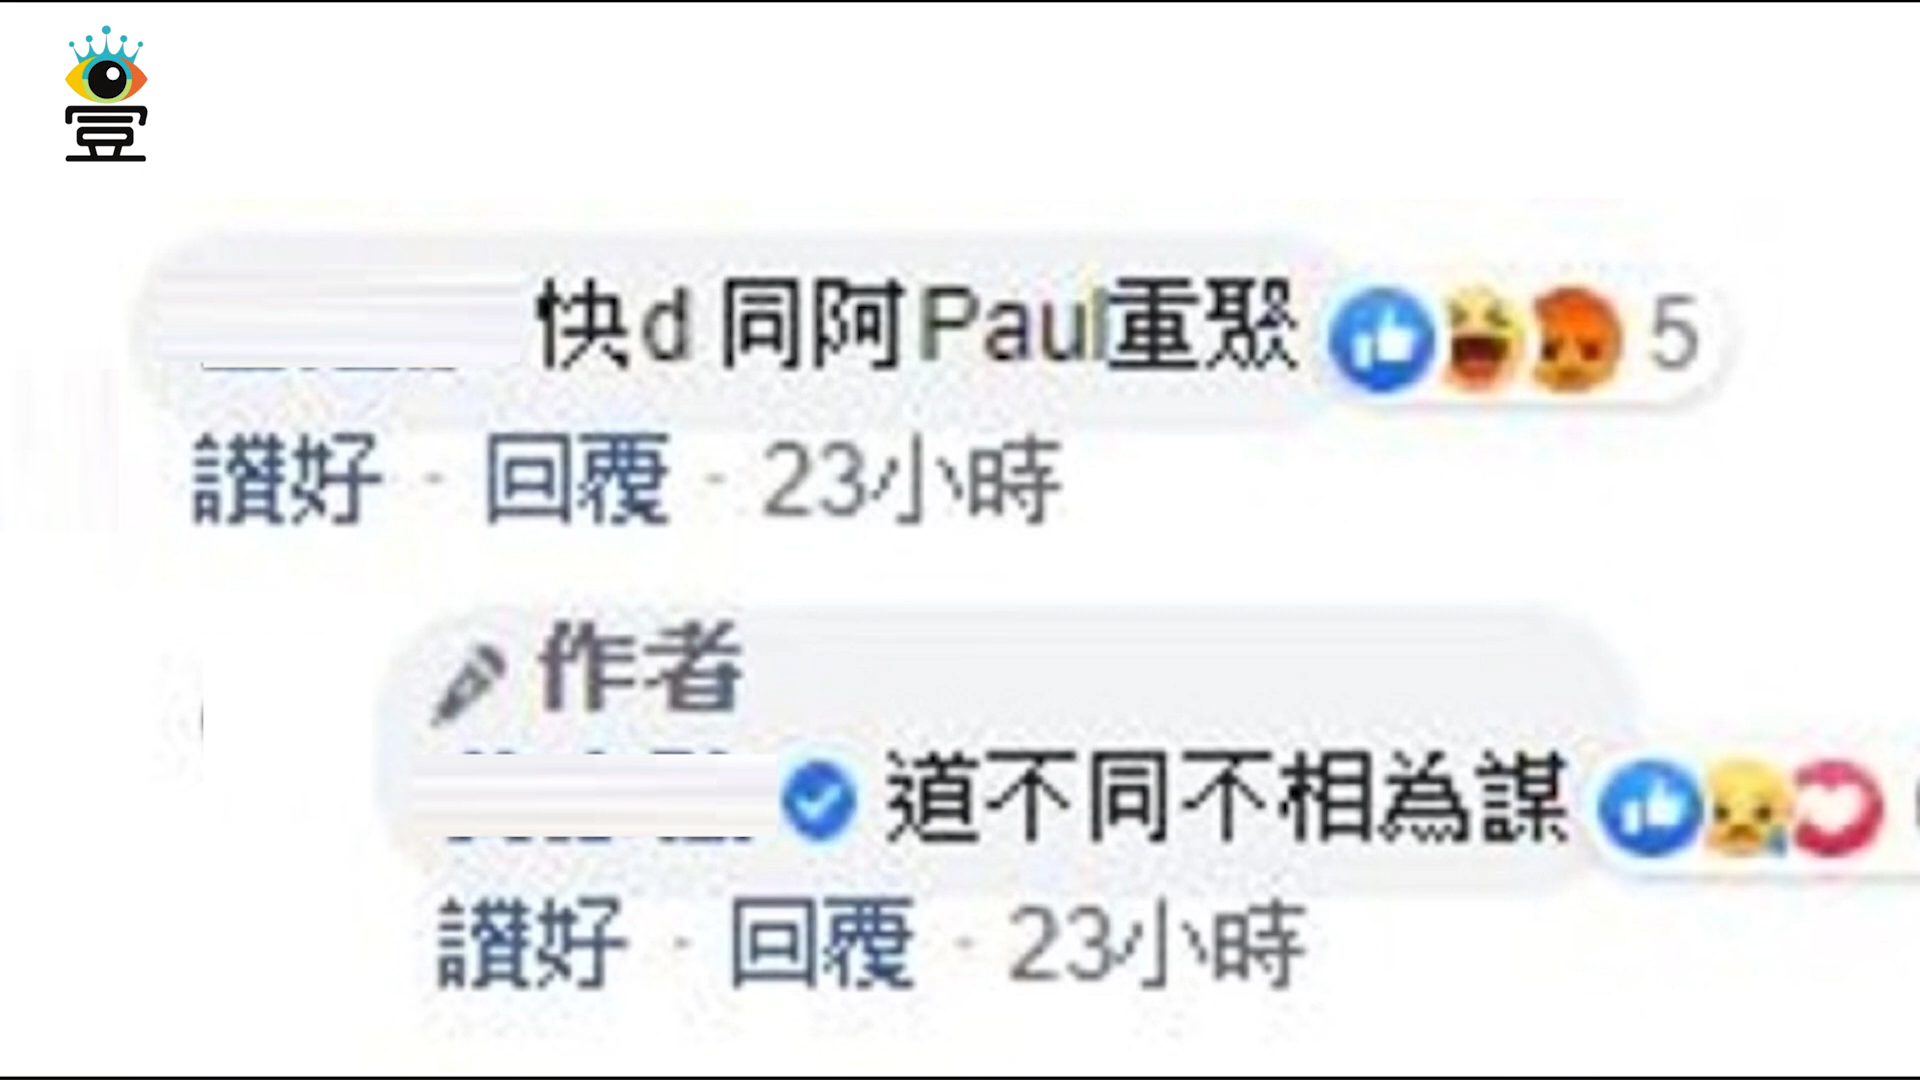 壹
快d 同阿Paul重聚 5
讚好 · 回覆 · 23小時
作者
道不同不相為謀
讚好 · 回覆 · 23小時